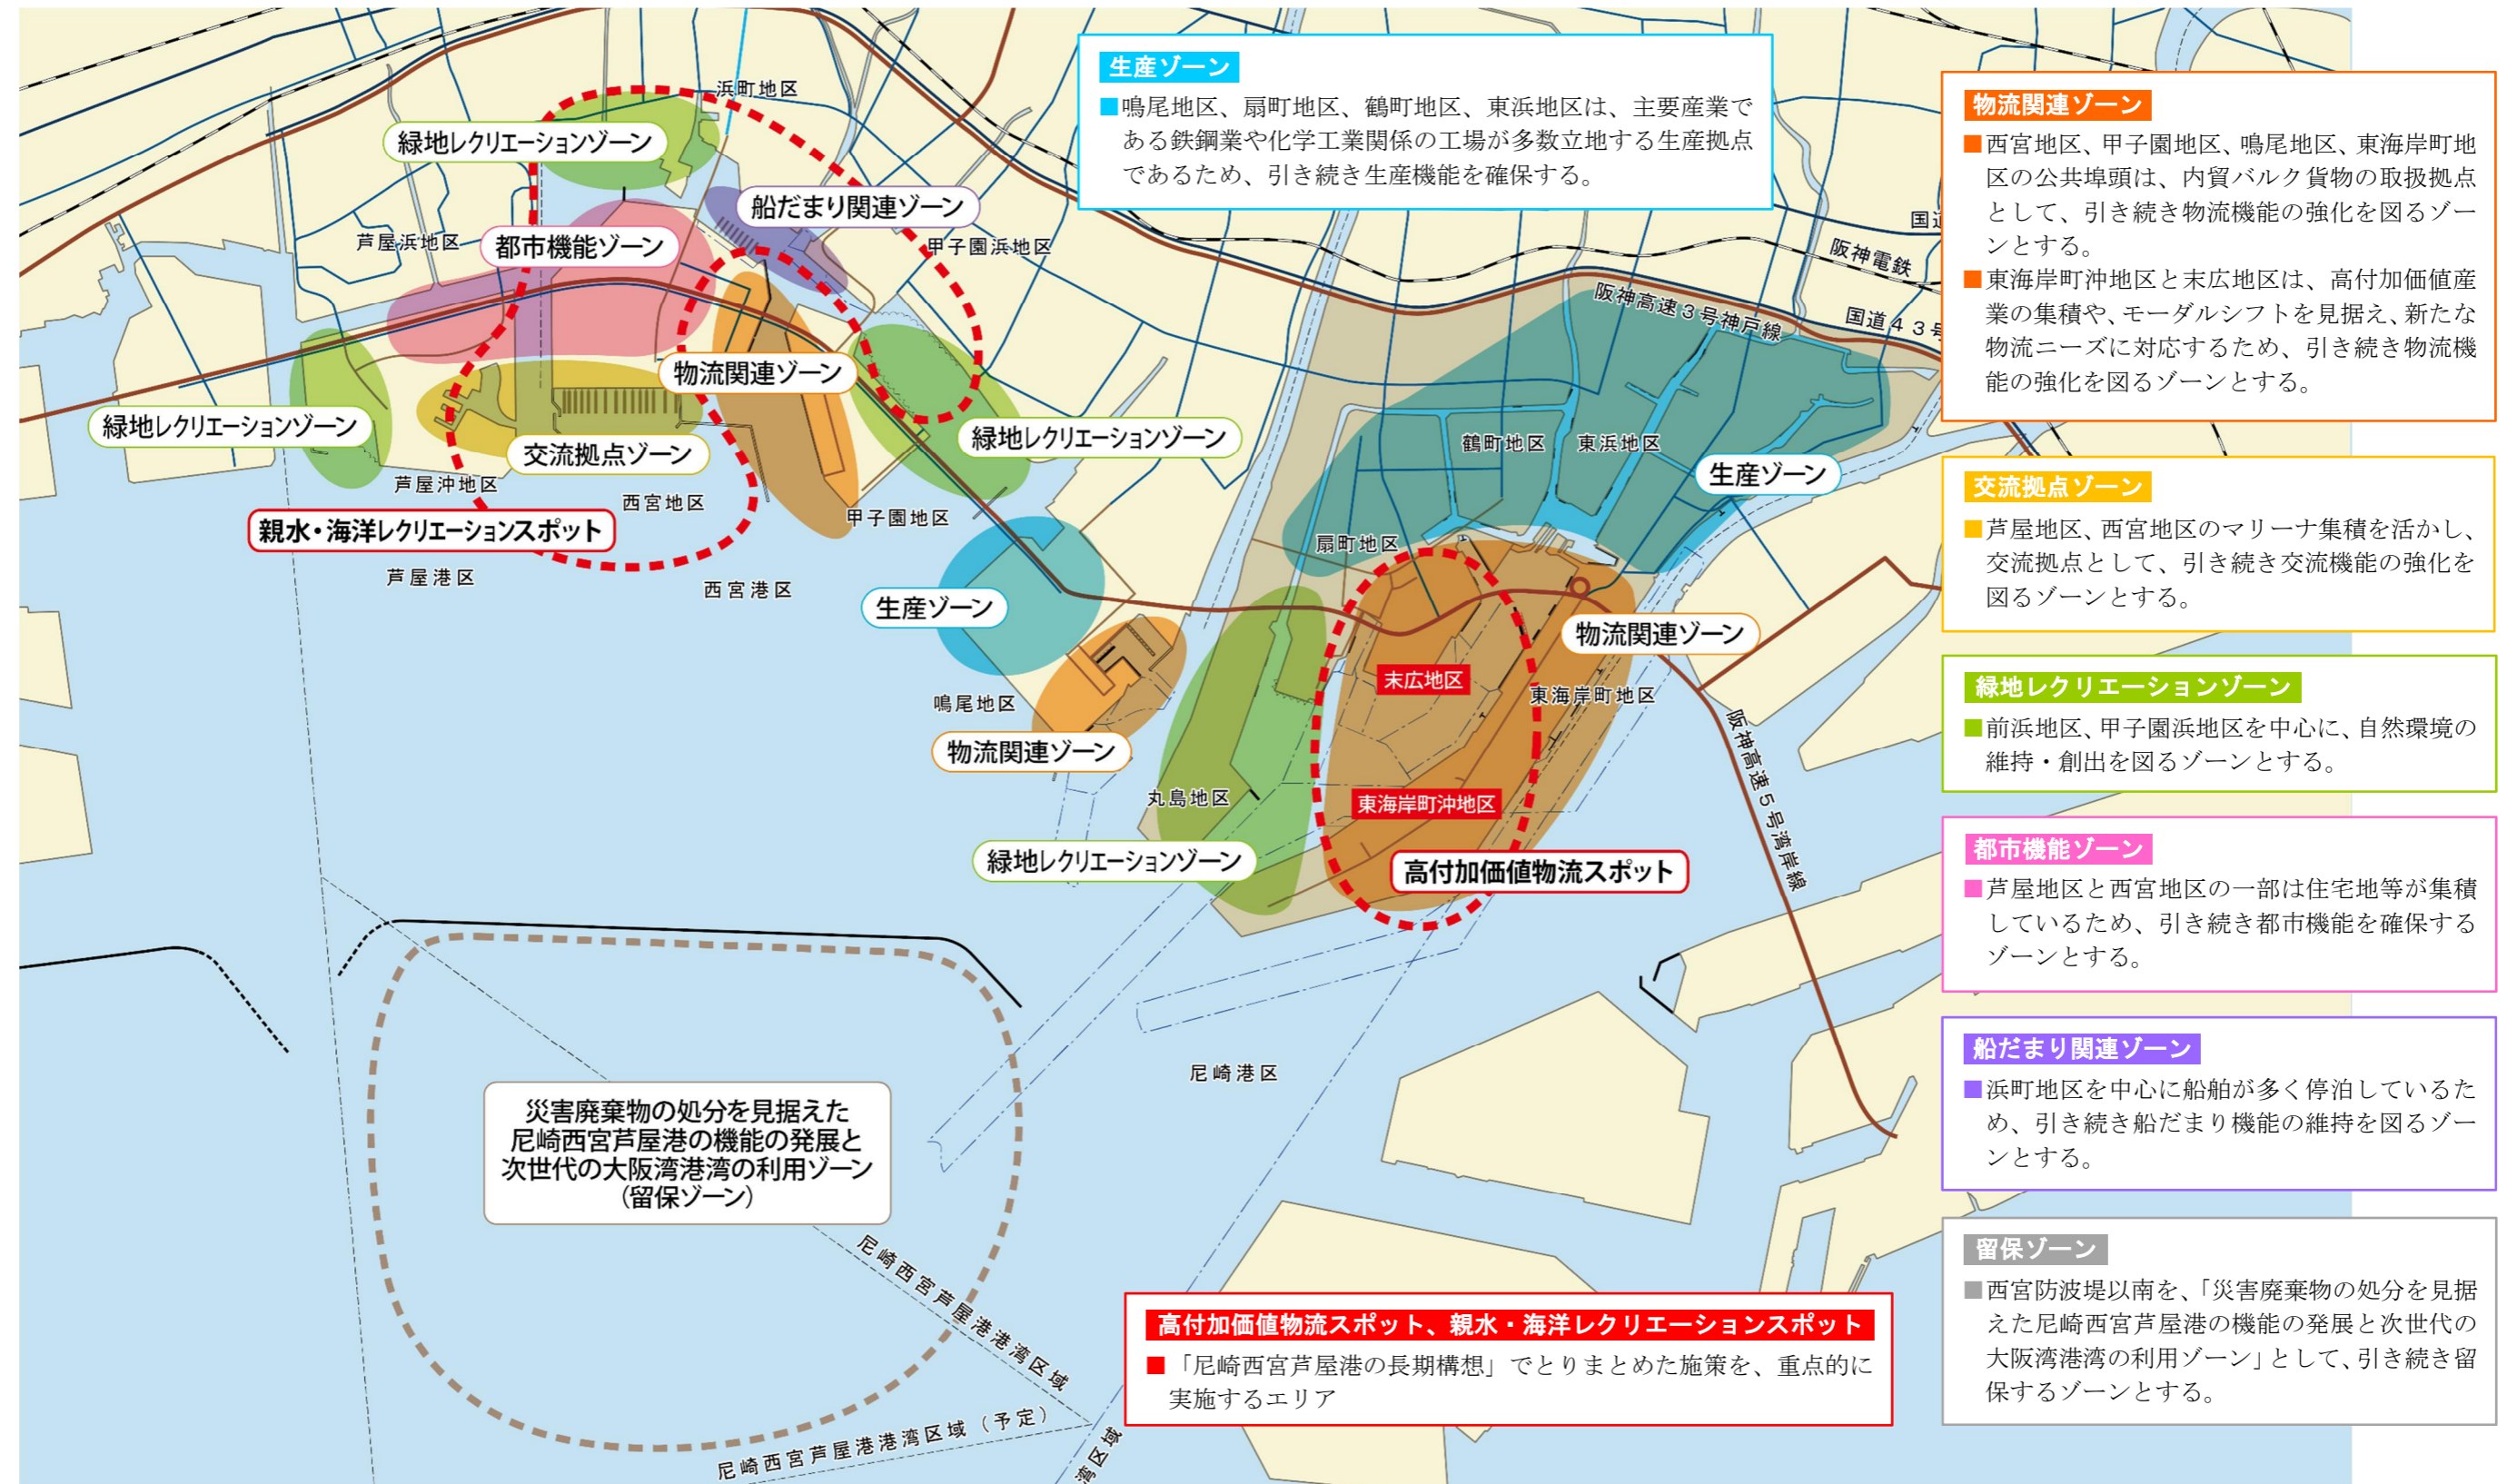 浜町地区
緑地レクリエーションゾーン
船だまり関連ゾーン
芦屋浜地区
都市機能ゾーン
甲子園浜地区
物流関連ゾーン
緑地レクリエーションゾーン
交流拠点ゾーン
緑地レクリエーションゾーン
芦屋沖地区
西宮地区
甲子園地区
親水・海洋レクリエーションスポット
芦屋港区
西宮港区
生産ゾーン
鳴尾地区
物流関連ゾーン
丸島地区
緑地レクリエーションゾーン
国道
阪神電鉄
阪神高速3号神戸線
国道43号
鶴町地区
東浜地区
生産ゾーン
扇町地区
物流関連ゾーン
末広地区
東海岸町地区
東海岸町沖地区
高付加価値物流スポット
阪神高速5号湾岸線
尼崎港区
災害廃棄物の処分を見据えた
尼崎西宮芦屋港の機能の発展と
次世代の大阪湾港湾の利用ゾーン
(留保ゾーン)
尼崎西宮芦屋港港湾区域
尼崎西宮芦屋港港湾区域(予定)
湾区域
生産ゾーン
■鳴尾地区、扇町地区、鶴町地区、東浜地区は、主要産業で
ある鉄鋼業や化学工業関係の工場が多数立地する生産拠点
であるため、引き続き生産機能を確保する。
物流関連ゾーン
■西宮地区、甲子園地区、鳴尾地区、東海岸町地
区の公共埠頭は、内貿バルク貨物の取扱拠点
として、引き続き物流機能の強化を図るゾー
ンとする。
■東海岸町沖地区と末広地区は、高付加価値産
業の集積や、モーダルシフトを見据え、新たな
物流ニーズに対応するため、引き続き物流機
能の強化を図るゾーンとする。
交流拠点ゾーン
■芦屋地区、西宮地区のマリーナ集積を活かし、
交流拠点として、引き続き交流機能の強化を
図るゾーンとする。
緑地レクリエーションゾーン
■前浜地区、甲子園浜地区を中心に、自然環境の
維持・創出を図るゾーンとする。
都市機能ゾーン
■芦屋地区と西宮地区の一部は住宅地等が集積
しているため、引き続き都市機能を確保する
ゾーンとする。
船だまり関連ゾーン
■浜町地区を中心に船舶が多く停泊しているた
め、引き続き船だまり機能の維持を図るゾー
ンとする。
留保ゾーン
■西宮防波堤以南を、「災害廃棄物の処分を見据
えた尼崎西宮芦屋港の機能の発展と次世代の
大阪湾港湾の利用ゾーン」として、引き続き留
保するゾーンとする。
高付加価値物流スポット、親水・海洋レクリエーションスポット
■「尼崎西宮芦屋港の長期構想」でとりまとめた施策を、重点的に
実施するエリア